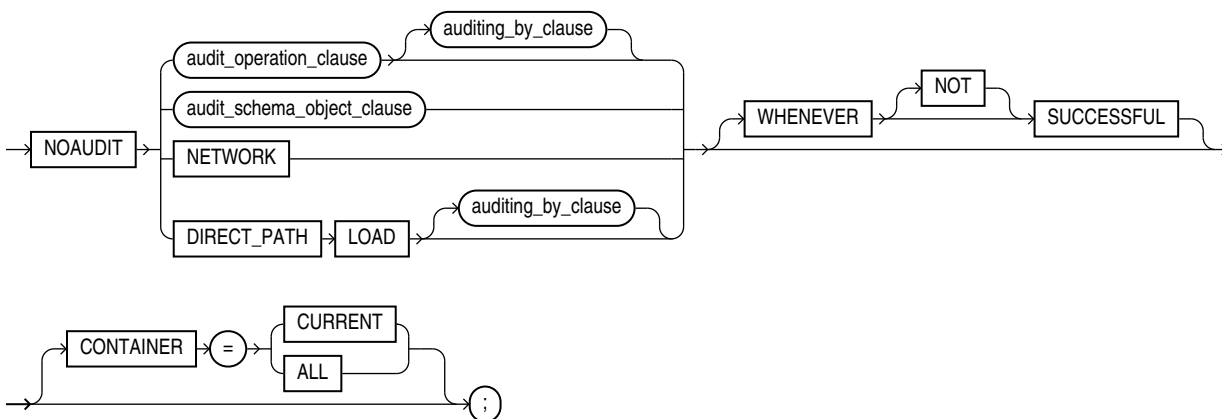 auditing_by_clause
audit_operation_clause
NOT
audit_schema_object_clause
WHENEVER SUCCESSFUL
NOAUDIT NETWORK
auditing_by_clause
DIRECT_PATH LOAD
CURRENT
CONTAINER =
ALL
;